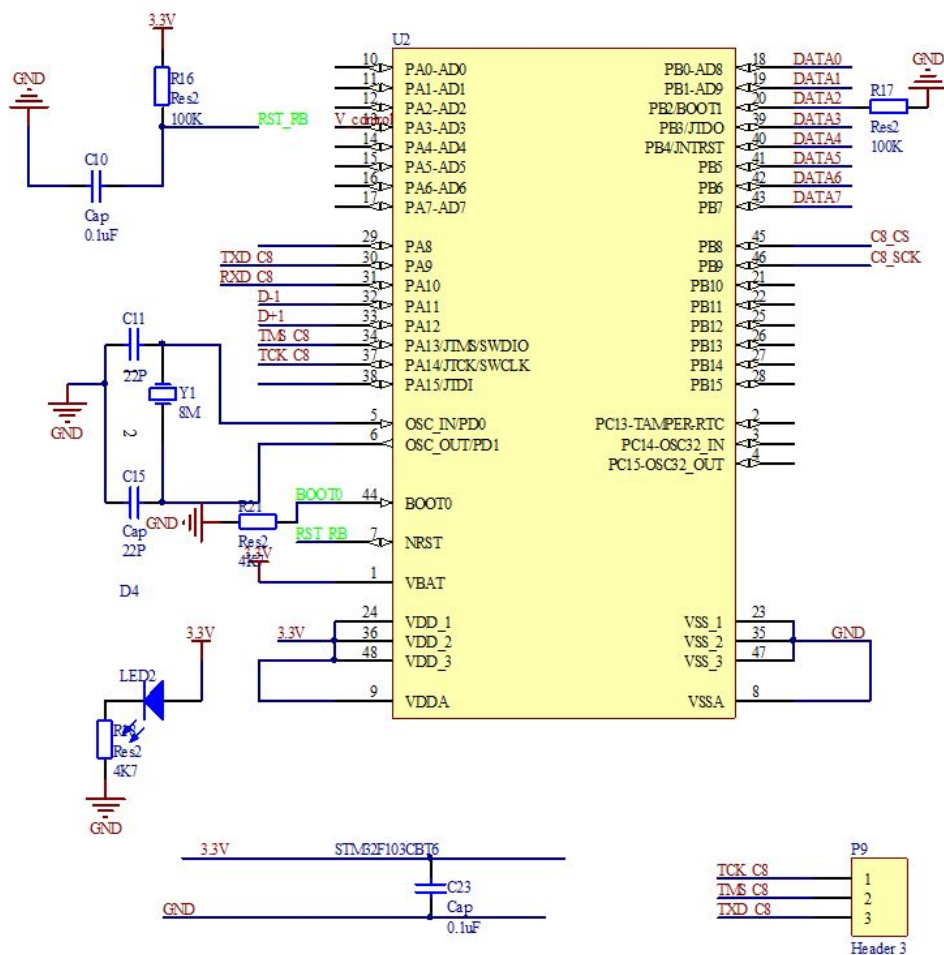 3.3V
GND
R16
Res2
100K
RST_RB
C10
Cap
0.1uF
U2
10 PA0-AD0
11 PA1-AD1
12 PA2-AD2
V_control 13 PA3-AD3
14 PA4-AD4
15 PA5-AD5
16 PA6-AD6
17 PA7-AD7
29 PA8
TXD_C8 30 PA9
RXD_C8 31 PA10
D-1 32 PA11
D+1 33 PA12
TMS_C8 34 PA13/JTMS/SWDIO
TCK_C8 37 PA14/JTCK/SWCLK
38 PA15/JTDI
5 OSC_IN/PD0
6 OSC_OUT/PD1
BOOT0 44 BOOT0
RST_RB 7 NRST
3.3V 1 VBAT
24 VDD_1
3.3V 36 VDD_2
48 VDD_3
9 VDDA
PB0-AD8 18 DATA0
PB1-AD9 19 DATA1
PB2/BOOT1 20 DATA2
PB3/JTDO 39 DATA3
PB4/JNTRST 40 DATA4
PB5 41 DATA5
PB6 42 DATA6
PB7 43 DATA7
PB8 45 C8_CS
PB9 46 C8_SCK
PB10 21
PB11 22
PB12 25
PB13 26
PB14 27
PB15 28
PC13-TAMPER-RTC 2
PC14-OSC32_IN 3
PC15-OSC32_OUT 4
VSS_1 23
VSS_2 35 GND
VSS_3 47
VSSA 8
GND
R17
Res2
100K
C11
22P
Y1
8M
GND
2
C15
Cap
22P
GND
R21
Res2
4K7
D4
3.3V
LED2
R18
Res2
4K7
GND
3.3V
STM32F103CBT6
C23
Cap
0.1uF
GND
P9
TCK_C8 1
TMS_C8 2
TXD_C8 3
Header 3